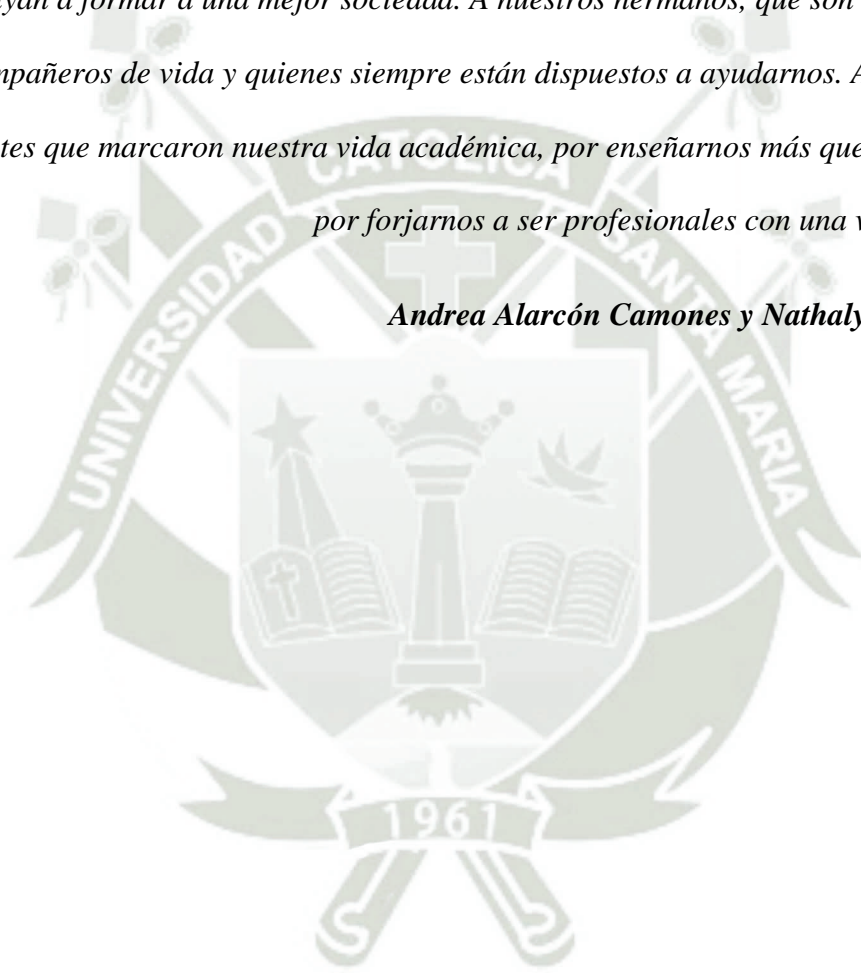 yan a formar a una mejor sociedad. A nuestros hermanos, que son
pañeros de vida y quienes siempre están dispuestos a ayudarnos. A
tes que marcaron nuestra vida académica, por enseñarnos más que
por forjarnos a ser profesionales con una v
Andrea Alarcón Camones y Nathaly
UNIVERSIDAD CATOLICA SANTA MARIA
1961